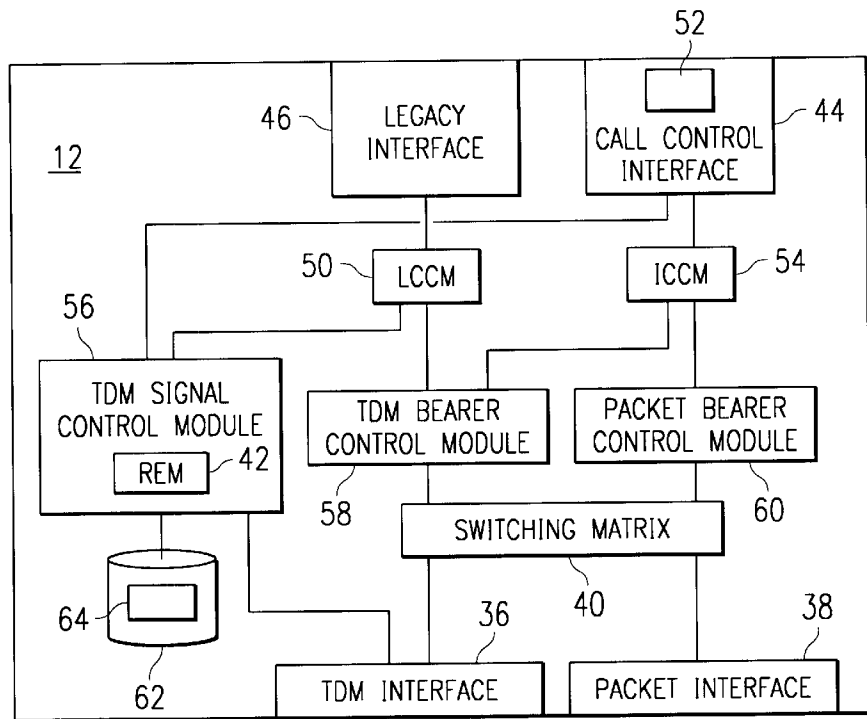 52
46
LEGACY
INTERFACE
CALL CONTROL
INTERFACE
44
12
50
LCCM
ICCM
54
56
TDM SIGNAL
CONTROL MODULE
REM
42
TDM BEARER
CONTROL MODULE
PACKET BEARER
CONTROL MODULE
58
60
SWITCHING MATRIX
40
64
62
36
38
TDM INTERFACE
PACKET INTERFACE